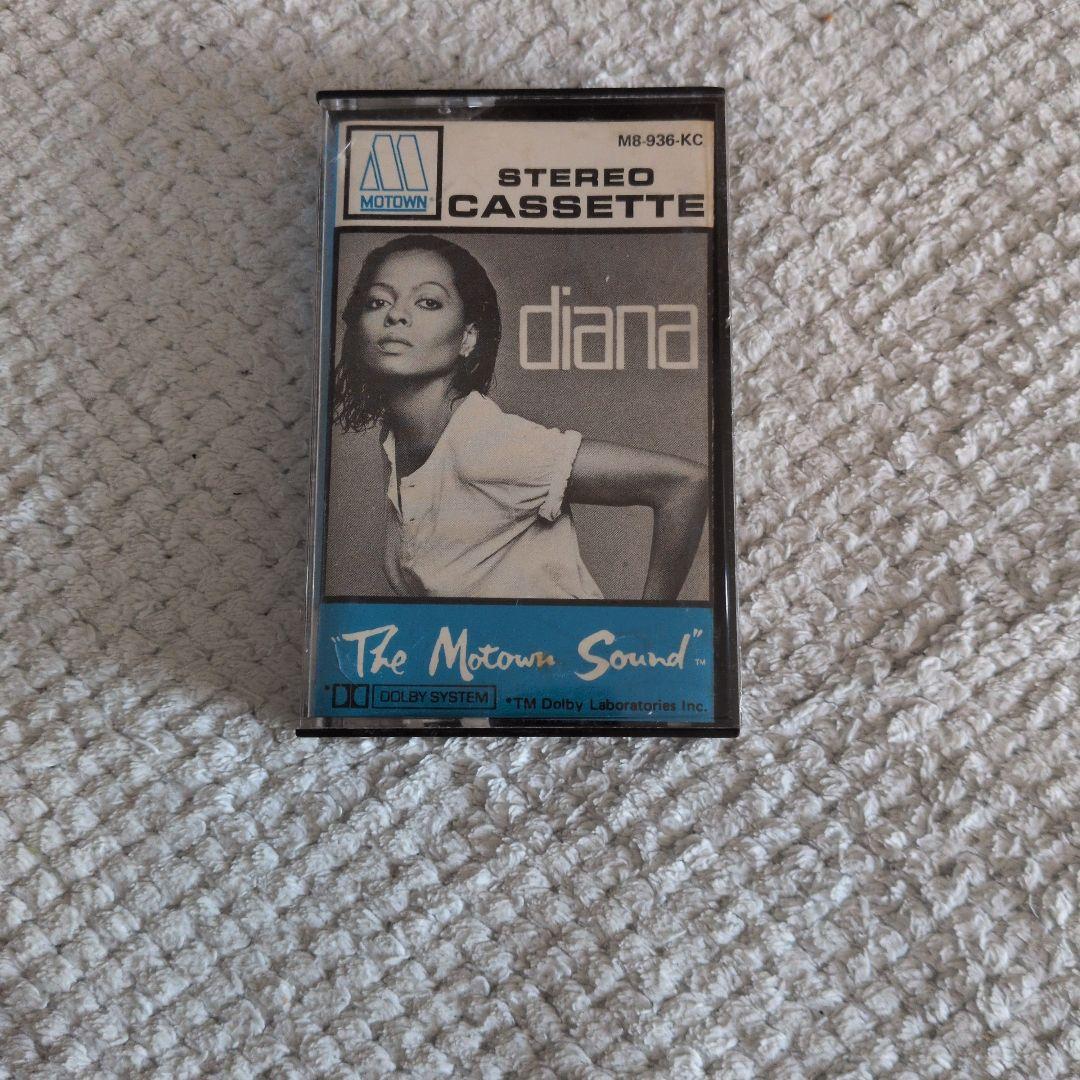 M8-936-KC
STEREO
MOTOWN®
CASSETTE
diana
"The Motown Sound"™
*DOLBY SYSTEM *TM Dolby Laboratories Inc.